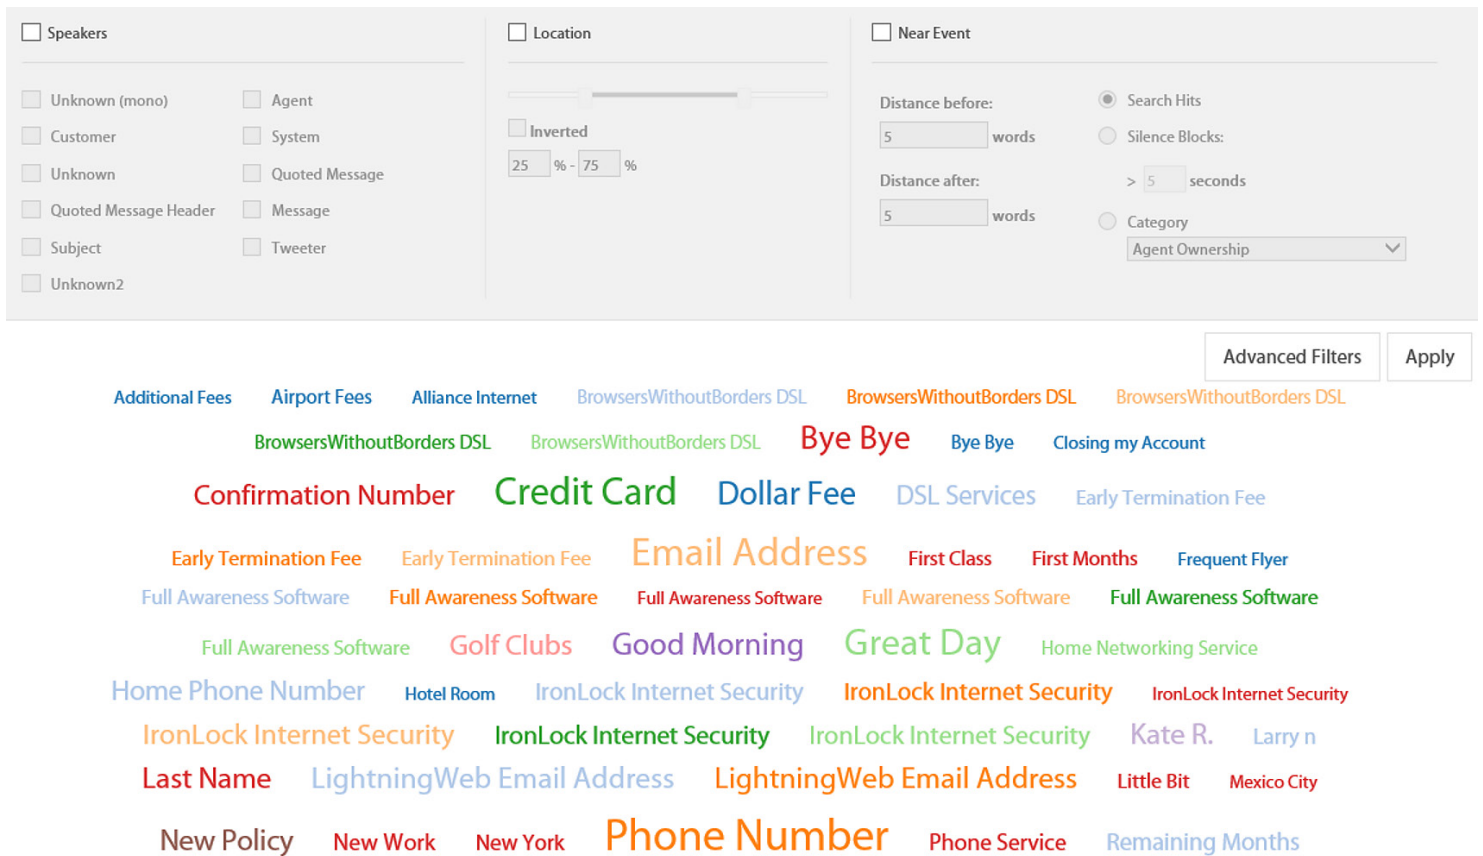 Speakers
Location
Near Event
Unknown (mono)
Agent
Customer
System
Unknown
Quoted Message
Quoted Message Header
Message
Subject
Tweeter
Unknown2
Inverted
25 % - 75 %
Distance before:
5 words
Distance after:
5 words
Search Hits
Silence Blocks:
> 5 seconds
Category
Agent Ownership
Advanced Filters Apply
Additional Fees Airport Fees Alliance Internet BrowsersWithoutBorders DSL BrowsersWithoutBorders DSL BrowsersWithoutBorders DSL
BrowsersWithoutBorders DSL BrowsersWithoutBorders DSL Bye Bye Bye Bye Closing my Account
Confirmation Number Credit Card Dollar Fee DSL Services Early Termination Fee
Early Termination Fee Early Termination Fee Email Address First Class First Months Frequent Flyer
Full Awareness Software Full Awareness Software Full Awareness Software Full Awareness Software Full Awareness Software
Full Awareness Software Golf Clubs Good Morning Great Day Home Networking Service
Home Phone Number Hotel Room IronLock Internet Security IronLock Internet Security IronLock Internet Security
IronLock Internet Security IronLock Internet Security IronLock Internet Security Kate R. Larry n
Last Name LightningWeb Email Address LightningWeb Email Address Little Bit Mexico City
New Policy New Work New York Phone Number Phone Service Remaining Months